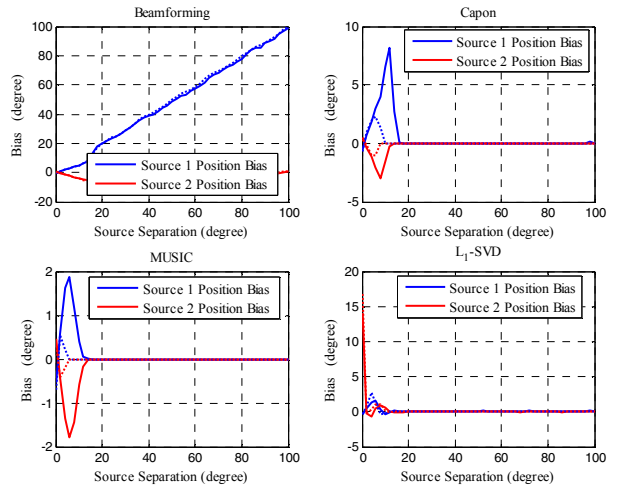 Beamforming
100
80
60
40
20
0
-20
Bias (degree)
Source 1 Position Bias
Source 2 Position Bias
0 20 40 60 80 100
Source Separation (degree)
Capon
10
5
0
-5
Bias (degree)
Source 1 Position Bias
Source 2 Position Bias
0 20 40 60 80 100
Source Separation (degree)
MUSIC
2
1
0
-1
-2
Bias (degree)
Source 1 Position Bias
Source 2 Position Bias
0 20 40 60 80 100
Source Separation (degree)
L₁-SVD
20
15
10
5
0
-5
Bias (degree)
Source 1 Position Bias
Source 2 Position Bias
0 20 40 60 80 100
Source Separation (degree)